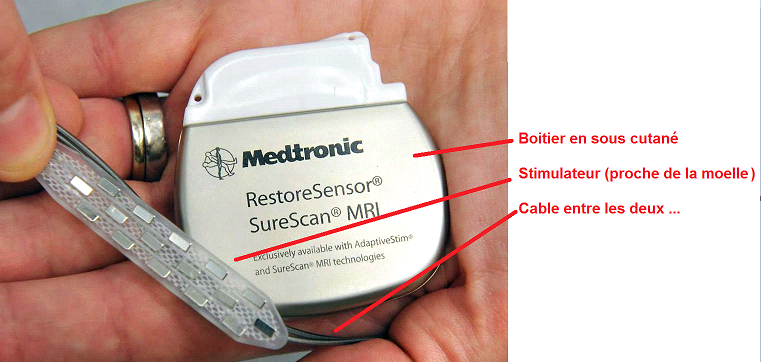 Medtronic
RestoreSensor®
SureScan® MRI
Exclusively available with AdaptiveStim®
and SureScan® MRI technologies
Boitier en sous cutané
Stimulateur (proche de la moelle)
Cable entre les deux ...